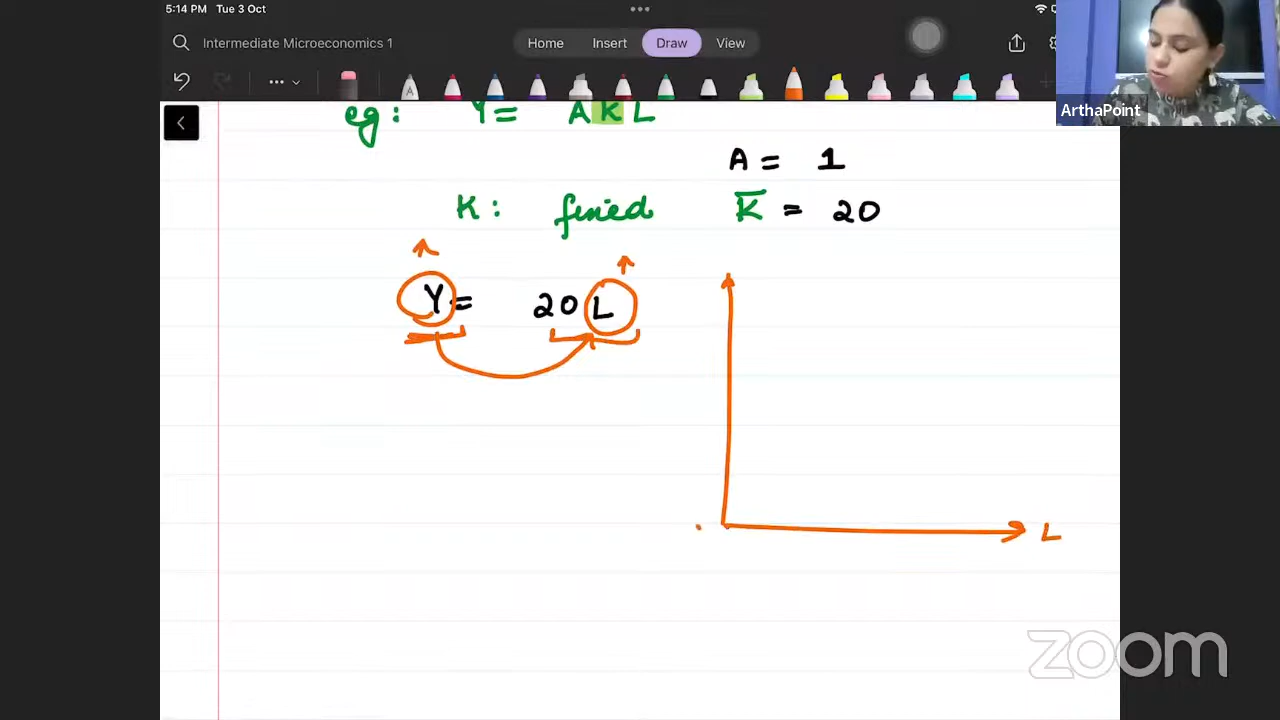 5:14 PM Tue 3 Oct
Intermediate Microeconomics 1
Home Insert Draw View
ArthaPoint
eg: Y = A K L
A = 1
K: fixed K̅ = 20
Y = 20 L
L
zoom